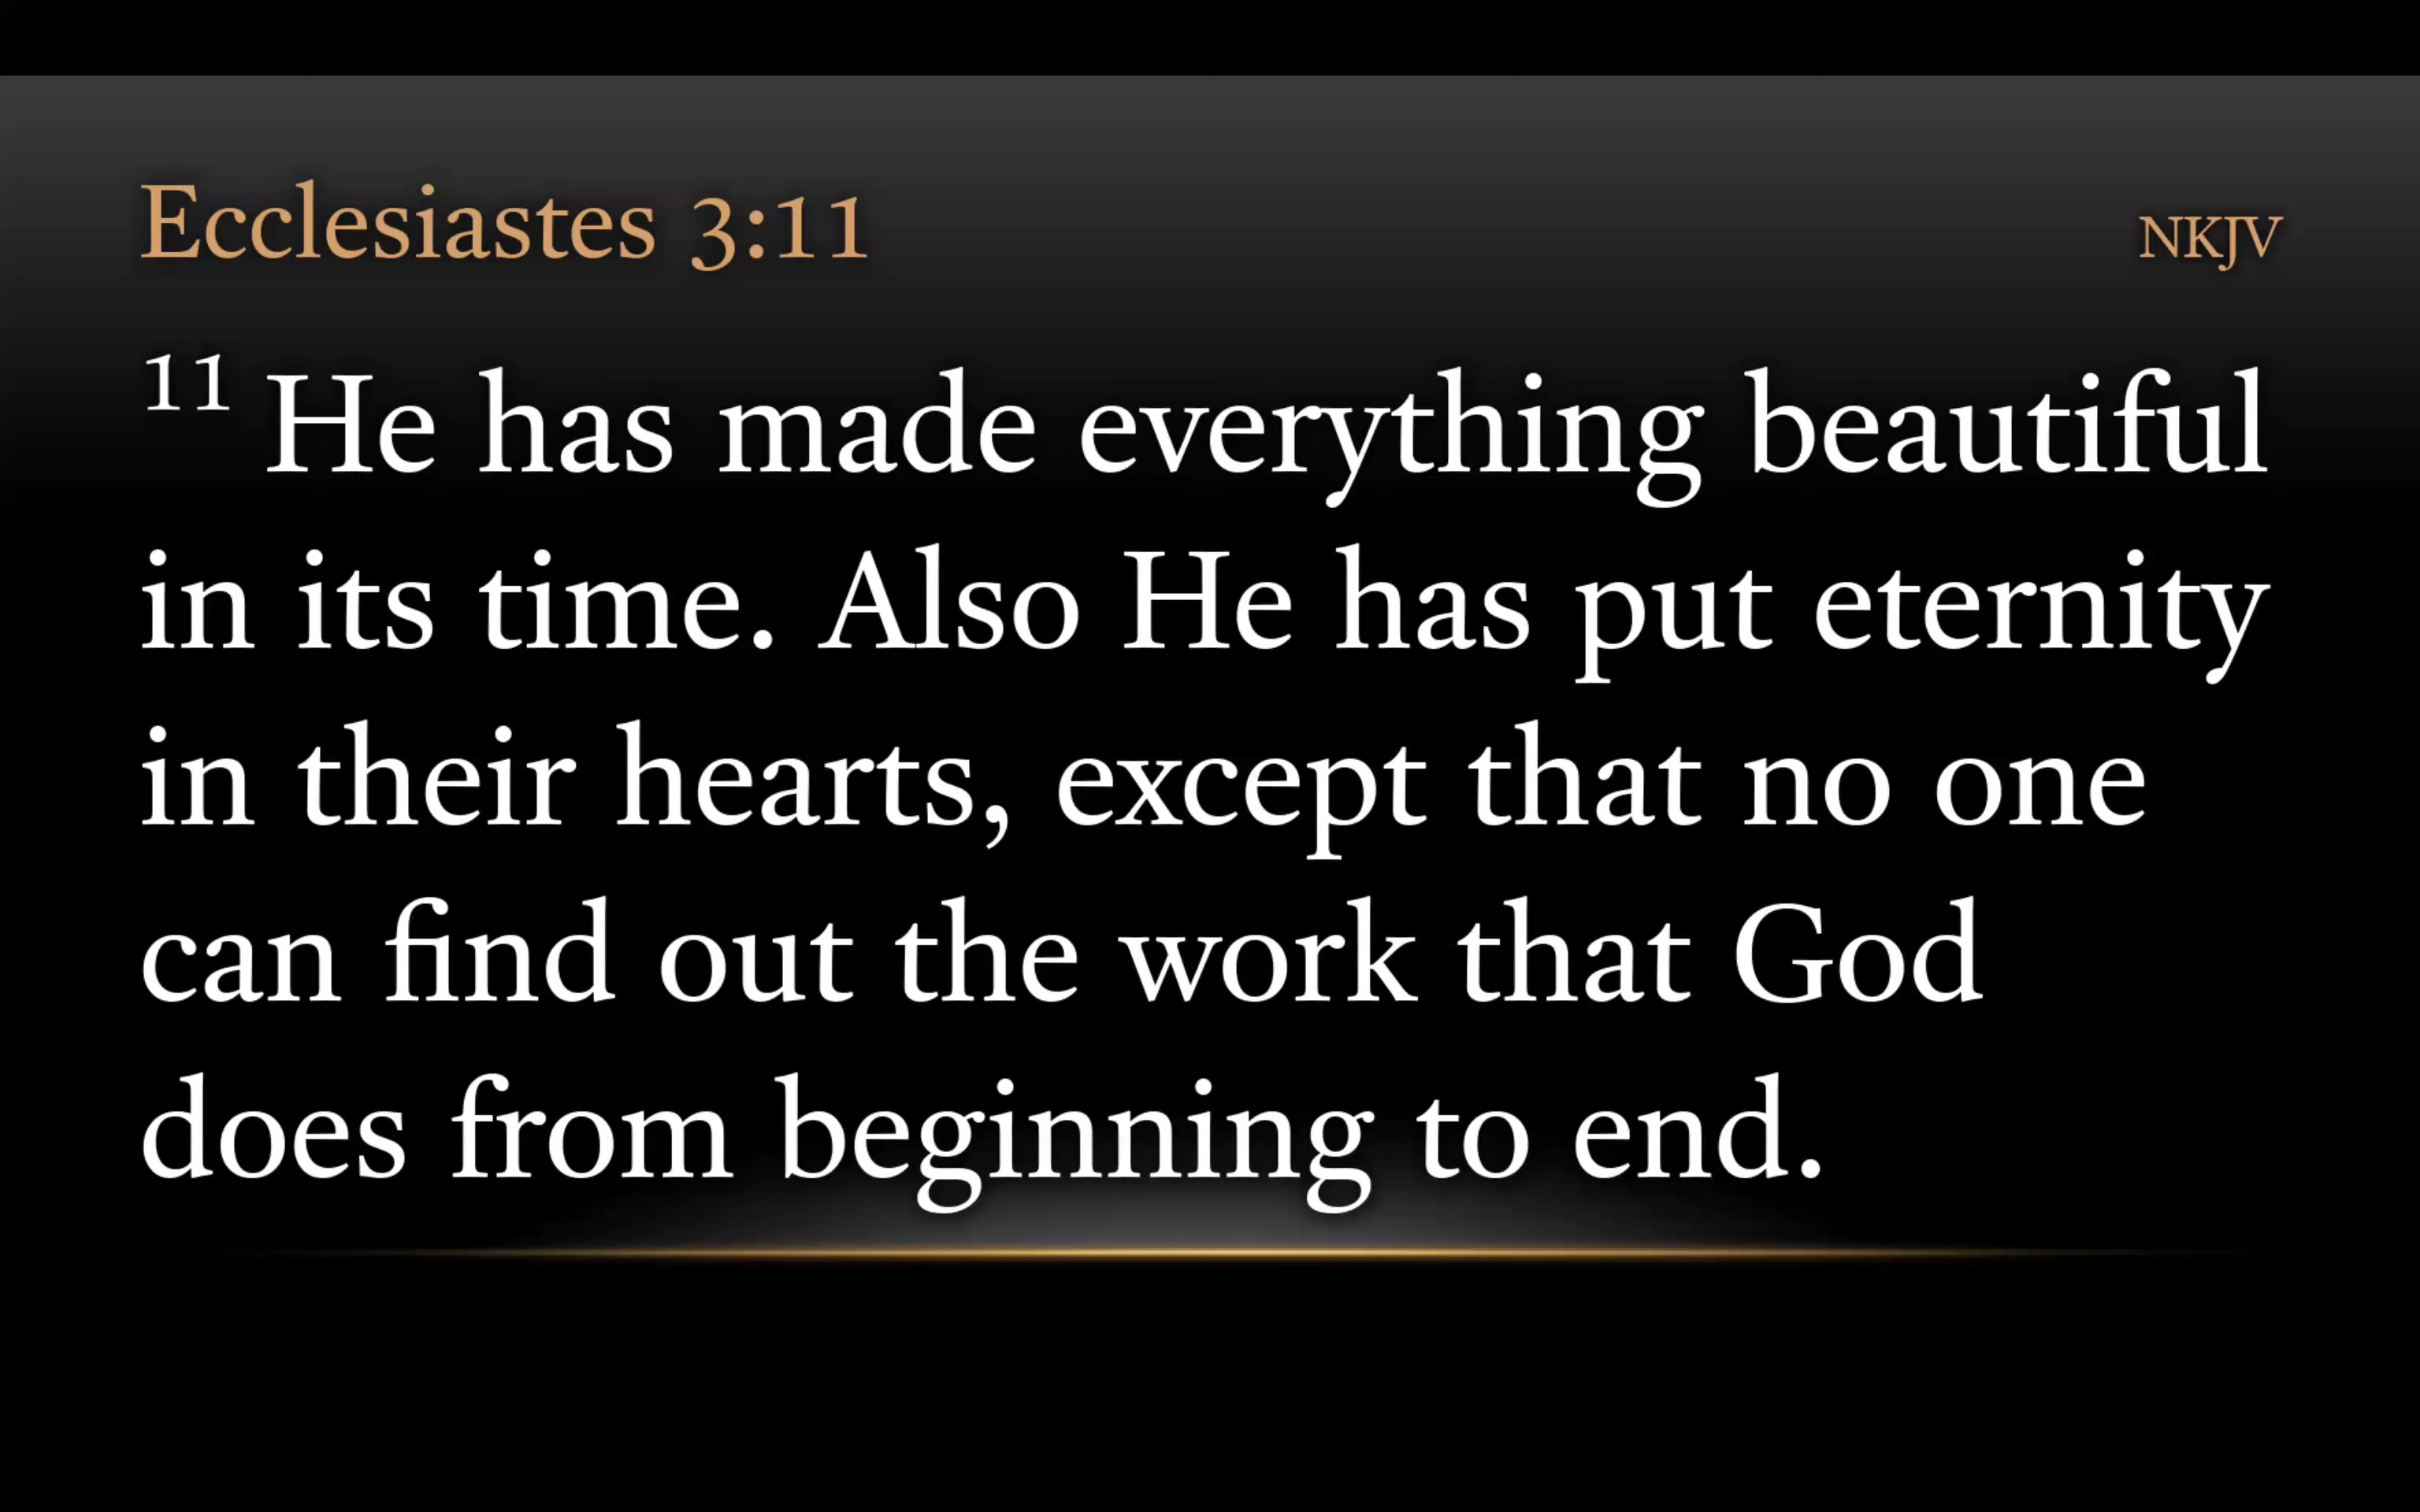 Ecclesiastes 3:11 NKJV
11 He has made everything beautiful
in its time. Also He has put eternity
in their hearts, except that no one
can find out the work that God
does from beginning to end.